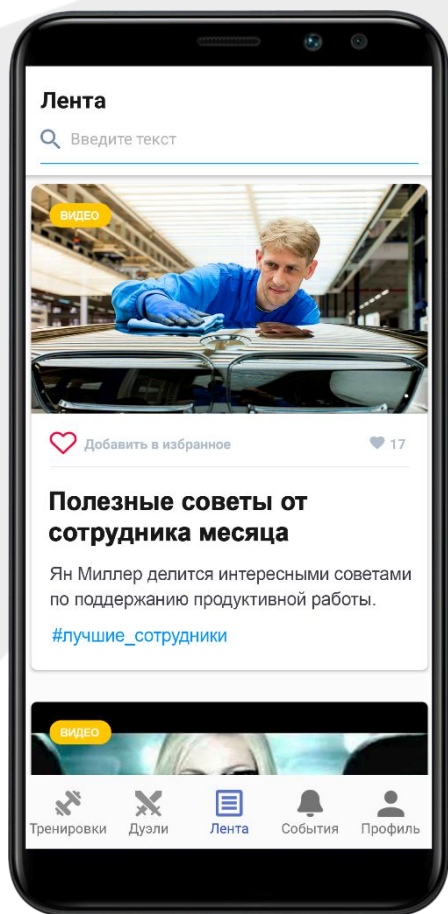 Лента
Введите текст
ВИДЕО
Добавить в избранное
17
Полезные советы от
сотрудника месяца
Ян Миллер делится интересными советами
по поддержанию продуктивной работы.
#лучшие_сотрудники
ВИДЕО
Тренировки
Дуэли
Лента
События
Профиль